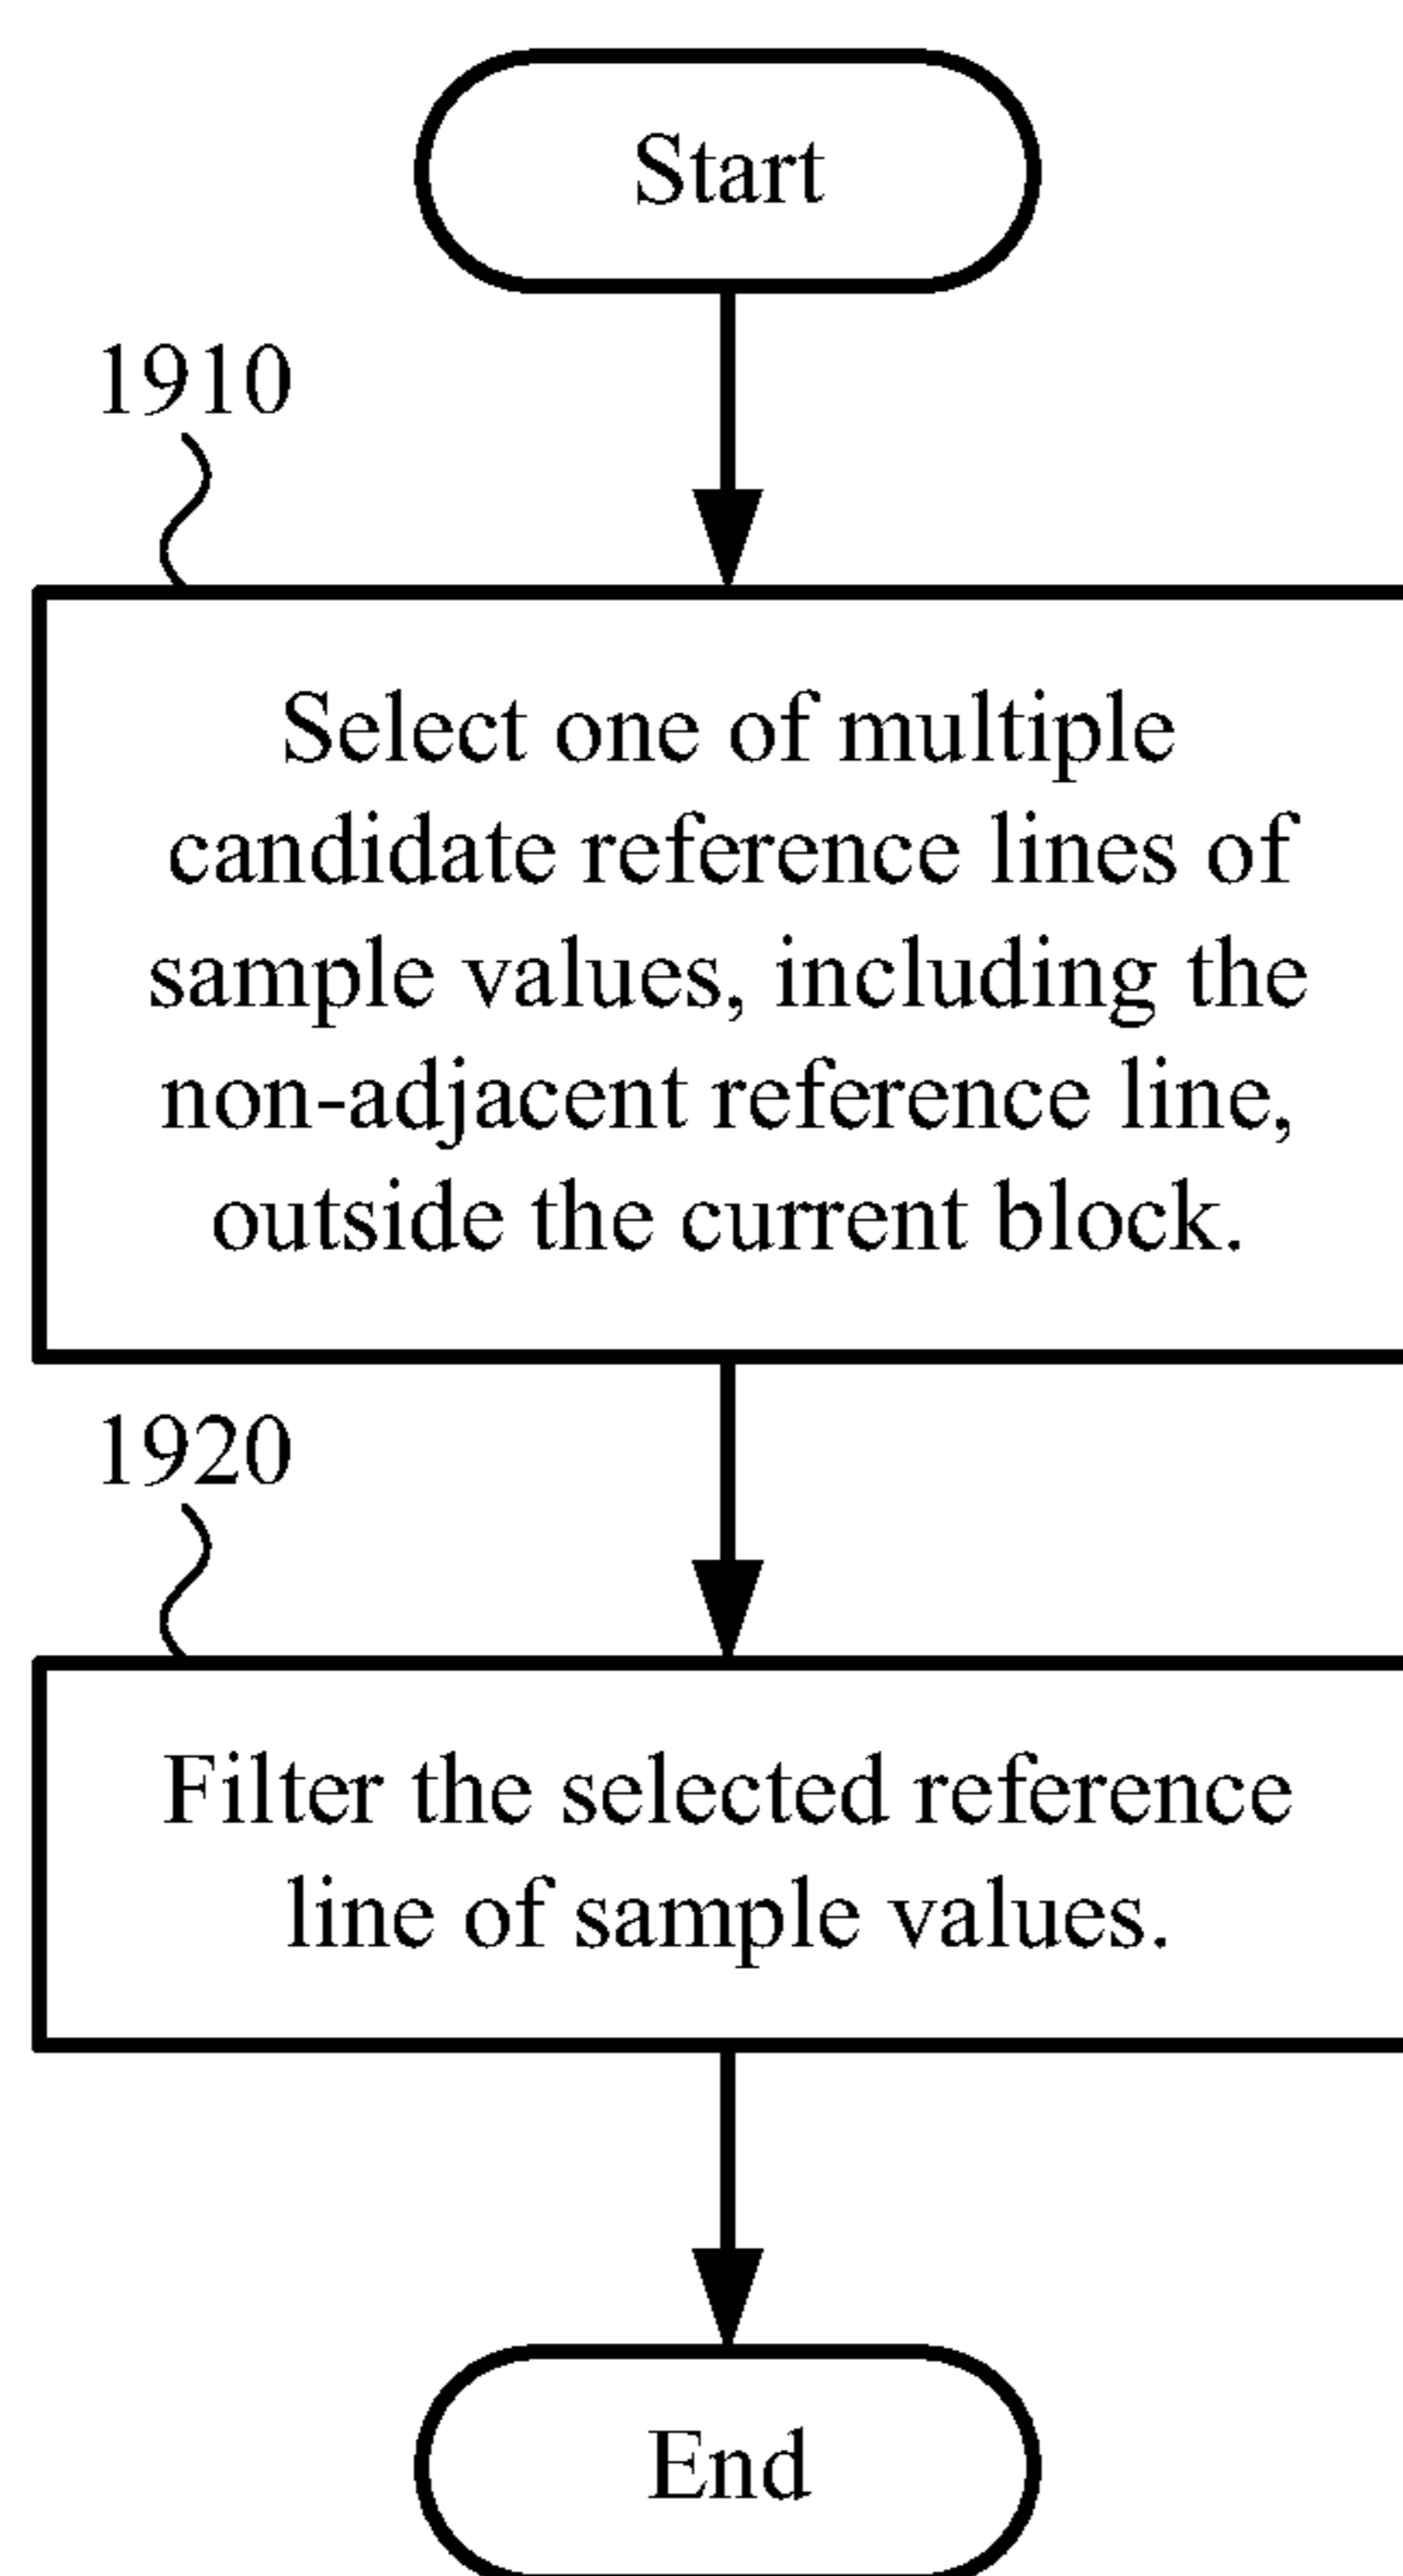 Start
1910
Select one of multiple
candidate reference lines of
sample values, including the
non-adjacent reference line,
outside the current block.
1920
Filter the selected reference
line of sample values.
End